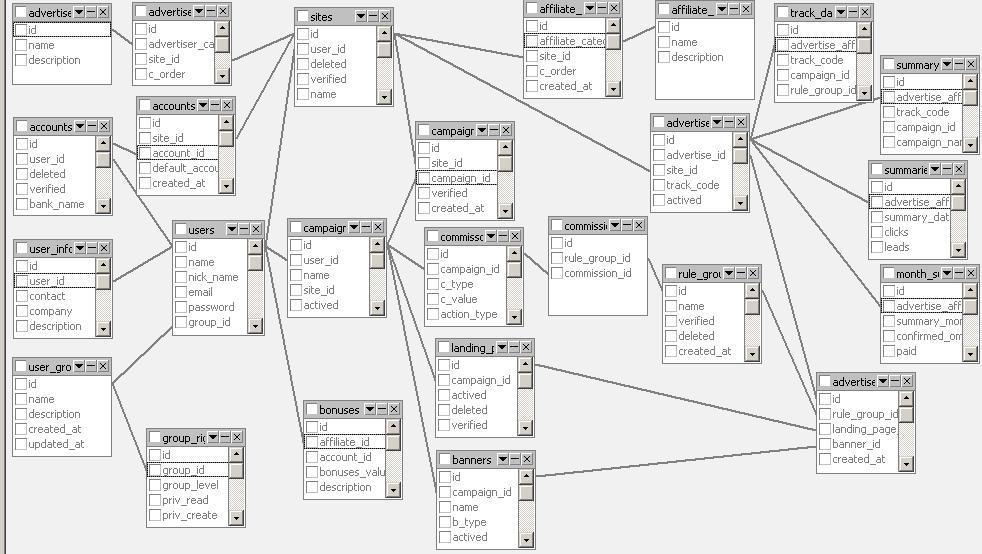 advertise
id
name
description
advertise
id
advertiser_ca
site_id
c_order
sites
id
user_id
deleted
verified
name
affiliate_
id
affiliate_cate
site_id
c_order
created_at
affiliate_
id
name
description
track_da
id
advertise_aff
track_code
campaign_id
rule_group_id
summary
id
advertise_aff
track_code
campaign_id
campaign_nar
accounts
id
site_id
account_id
default_accou
created_at
accounts
id
user_id
deleted
verified
bank_name
campaigr
id
site_id
campaign_id
verified
created_at
advertise
id
advertise_id
site_id
track_code
actived
summarie
id
advertise_aff
summary_dat
clicks
leads
users
id
name
nick_name
email
password
group_id
campaigr
id
user_id
name
site_id
actived
commissc
id
campaign_id
c_type
c_value
action_type
commissi
id
rule_group_id
commission_id
rule_grou
id
name
verified
deleted
created_at
month_su
id
advertise_aff
summary_mor
confirmed_om
paid
user_info
id
user_id
contact
company
description
landing_p
id
campaign_id
actived
deleted
verified
user_gro
id
name
description
created_at
updated_at
advertise
id
rule_group_id
landing_page
banner_id
created_at
group_ric
id
group_id
group_level
priv_read
priv_create
bonuses
id
affiliate_id
account_id
bonuses_valu
description
banners
id
campaign_id
name
b_type
actived